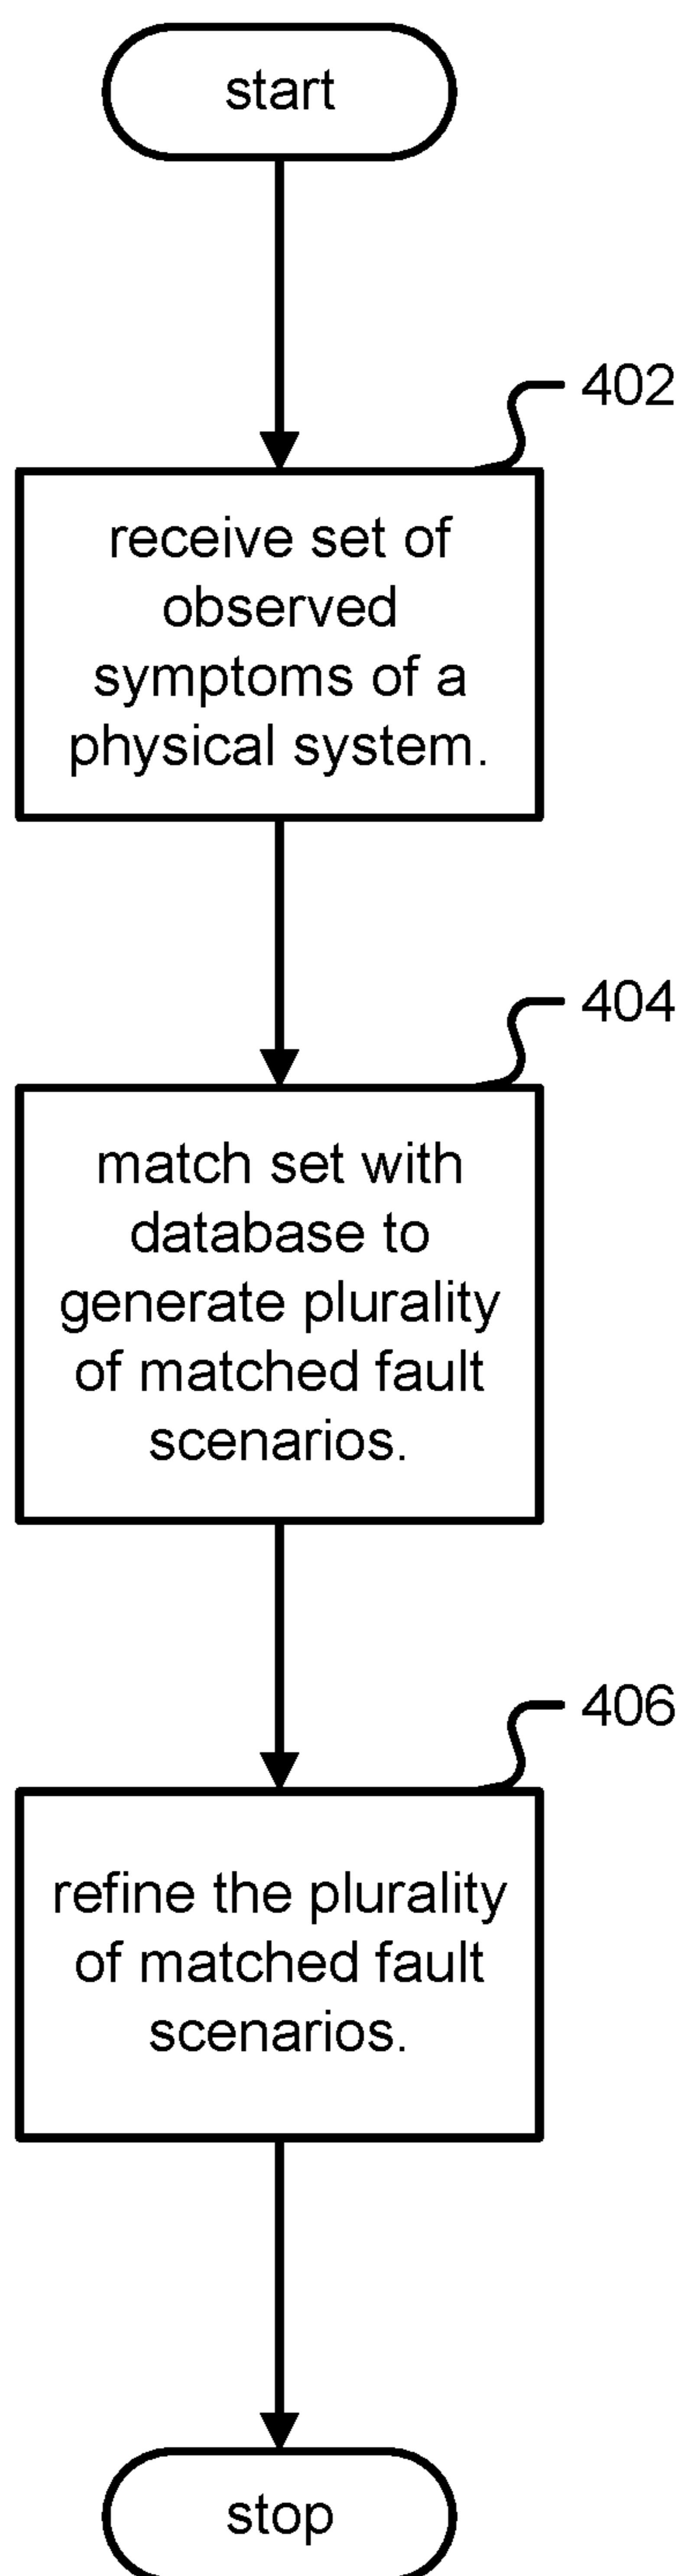 start
402
receive set of
observed
symptoms of a
physical system.
404
match set with
database to
generate plurality
of matched fault
scenarios.
406
refine the plurality
of matched fault
scenarios.
stop